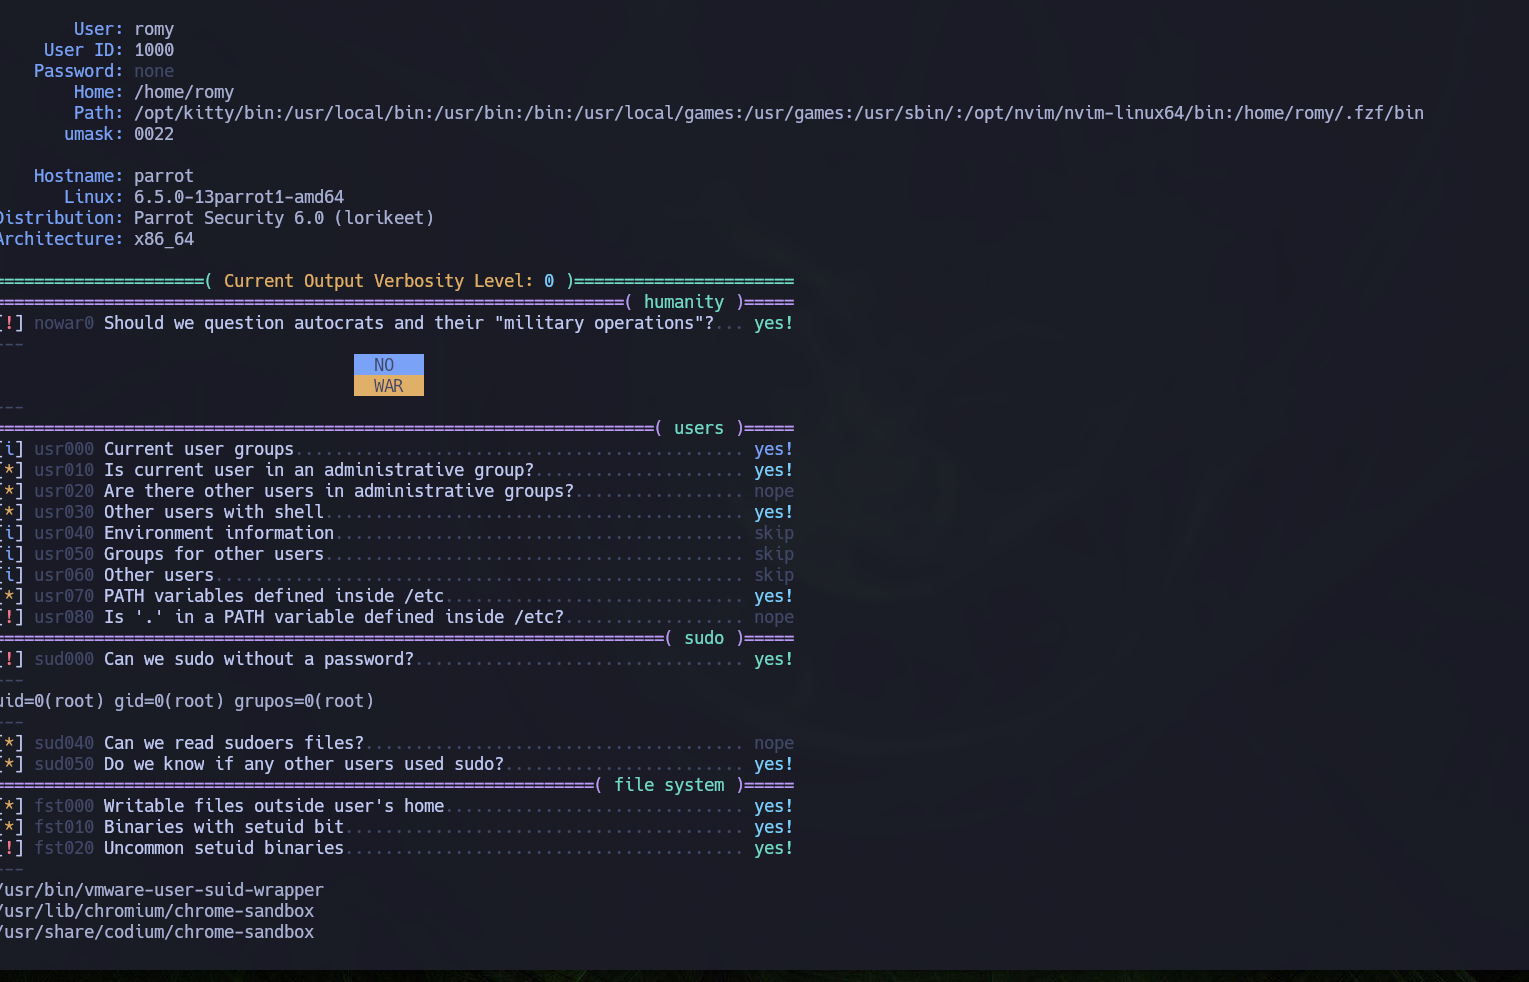 User: romy
User ID: 1000
Password: none
Home: /home/romy
Path: /opt/kitty/bin:/usr/local/bin:/usr/bin:/bin:/usr/local/games:/usr/games:/usr/sbin/:/opt/nvim/nvim-linux64/bin:/home/romy/.fzf/bin
umask: 0022
Hostname: parrot
Linux: 6.5.0-13parrot1-amd64
Distribution: Parrot Security 6.0 (lorikeet)
Architecture: x86_64
=====================( Current Output Verbosity Level: 0 )======================
===============================================================( humanity )=====
[!] nowar0 Should we question autocrats and their "military operations"?... yes!
---
NO
WAR
---
==================================================================( users )=====
[i] usr000 Current user groups............................................. yes!
[*] usr010 Is current user in an administrative group?..................... yes!
[*] usr020 Are there other users in administrative groups?................. nope
[*] usr030 Other users with shell.......................................... yes!
[i] usr040 Environment information......................................... skip
[i] usr050 Groups for other users.......................................... skip
[i] usr060 Other users..................................................... skip
[*] usr070 PATH variables defined inside /etc.............................. yes!
[!] usr080 Is '.' in a PATH variable defined inside /etc?.................. nope
===================================================================( sudo )=====
[!] sud000 Can we sudo without a password?................................. yes!
---
uid=0(root) gid=0(root) grupos=0(root)
---
[*] sud040 Can we read sudoers files?...................................... nope
[*] sud050 Do we know if any other users used sudo?........................ yes!
============================================================( file system )=====
[*] fst000 Writable files outside user's home.............................. yes!
[*] fst010 Binaries with setuid bit........................................ yes!
[!] fst020 Uncommon setuid binaries........................................ yes!
---
/usr/bin/vmware-user-suid-wrapper
/usr/lib/chromium/chrome-sandbox
/usr/share/codium/chrome-sandbox